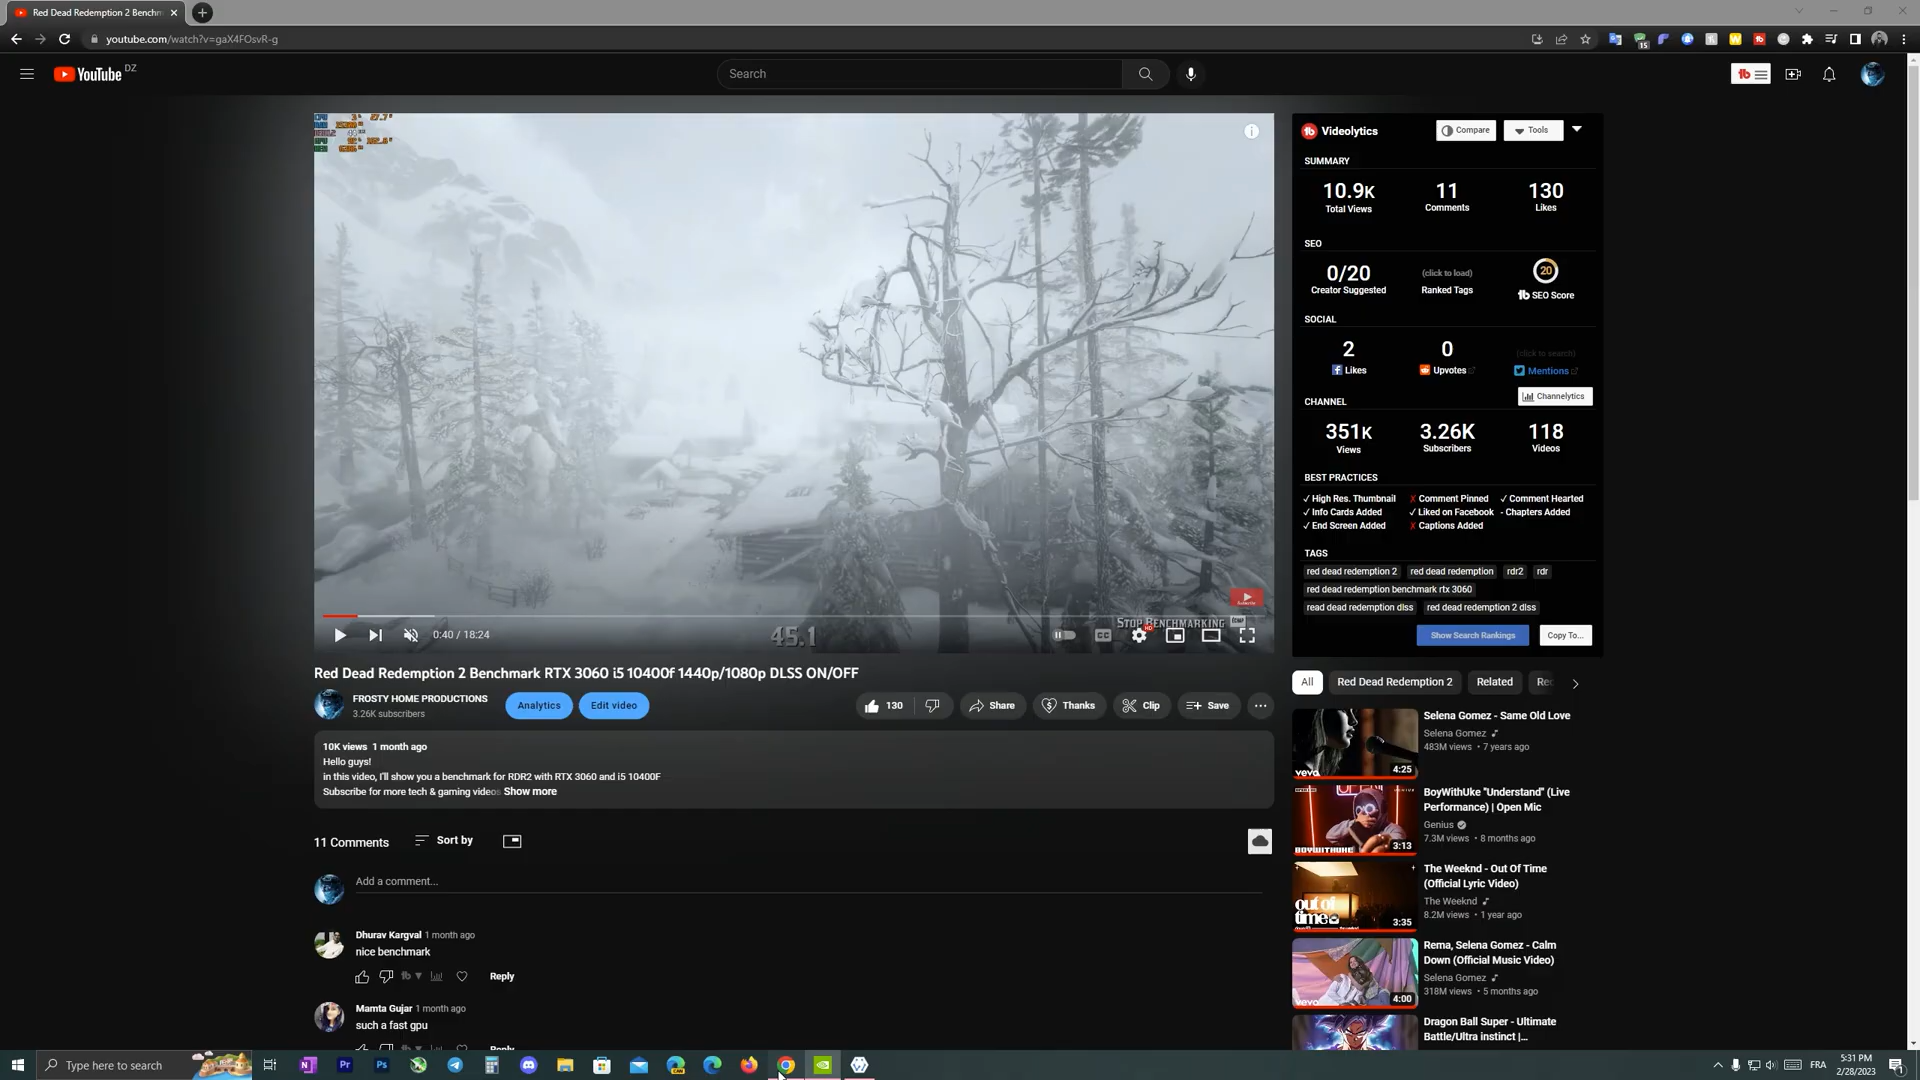 Red Dead Redemption 2 Benchm
youtube.com/watch?v=gaX4FOsvR-g
15
YouTube DZ
Search
45.1
STOP BENCHMARKING
0:40 / 18:24
HD
CC
Red Dead Redemption 2 Benchmark RTX 3060 i5 10400f 1440p/1080p DLSS ON/OFF
FROSTY HOME PRODUCTIONS
3.26K subscribers
Analytics
Edit video
130
Share
Thanks
Clip
Save
10K views 1 month ago
Hello guys!
in this video, I'll show you a benchmark for RDR2 with RTX 3060 and i5 10400F
Subscribe for more tech & gaming videos Show more
11 Comments
Sort by
Add a comment...
Dhurav Kargval 1 month ago
nice benchmark
Reply
Mamta Gujar 1 month ago
such a fast gpu
Reply
Videolytics
Compare
Tools
SUMMARY
10.9K 11 130
Total Views Comments Likes
SEO
0/20 (click to load) 20
Creator Suggested Ranked Tags SEO Score
SOCIAL
2 0 (click to search)
Likes Upvotes Mentions
CHANNEL
Channelytics
351K 3.26K 118
Views Subscribers Videos
BEST PRACTICES
✓ High Res. Thumbnail ✗ Comment Pinned ✓ Comment Hearted
✓ Info Cards Added ✓ Liked on Facebook - Chapters Added
✓ End Screen Added ✗ Captions Added
TAGS
red dead redemption 2 red dead redemption rdr2 rdr
red dead redemption benchmark rtx 3060
read dead redemption dlss red dead redemption 2 dlss
Show Search Rankings
Copy To...
All
Red Dead Redemption 2
Related
Rec
Selena Gomez - Same Old Love
Selena Gomez
483M views • 7 years ago
vevo
4:25
BoyWithUke "Understand" (Live
Performance) | Open Mic
Genius
7.3M views • 8 months ago
BOYWITHUKE
3:13
The Weeknd - Out Of Time
(Official Lyric Video)
The Weeknd
8.2M views • 1 year ago
out of
time
3:35
Rema, Selena Gomez - Calm
Down (Official Music Video)
Selena Gomez
318M views • 5 months ago
vevo
4:00
Dragon Ball Super - Ultimate
Battle/Ultra instinct |...
Type here to search
FRA
5:31 PM
2/28/2023